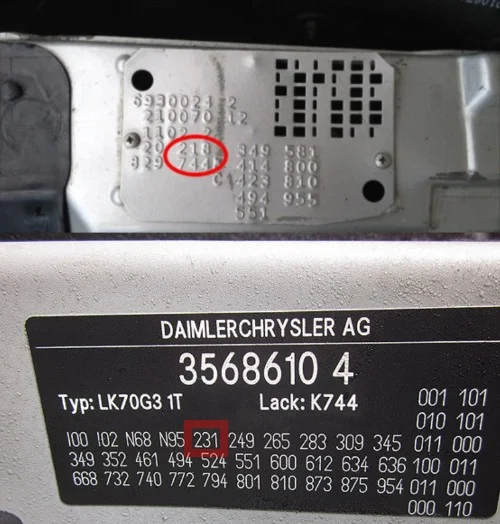 6930024 2
210070 12
1102
20 218 349 581
829 744 414 800
C 423 810
494 955
551
DAIMLERCHRYSLER AG
3568610 4
Typ: LK70G3 1T Lack: K744
001 101
010 101
100 102 N68 N95 231 249 265 283 309 345 011 000
349 352 461 494 524 551 600 612 634 636 100 011
668 732 740 772 794 801 810 873 875 954 011 011
000 110